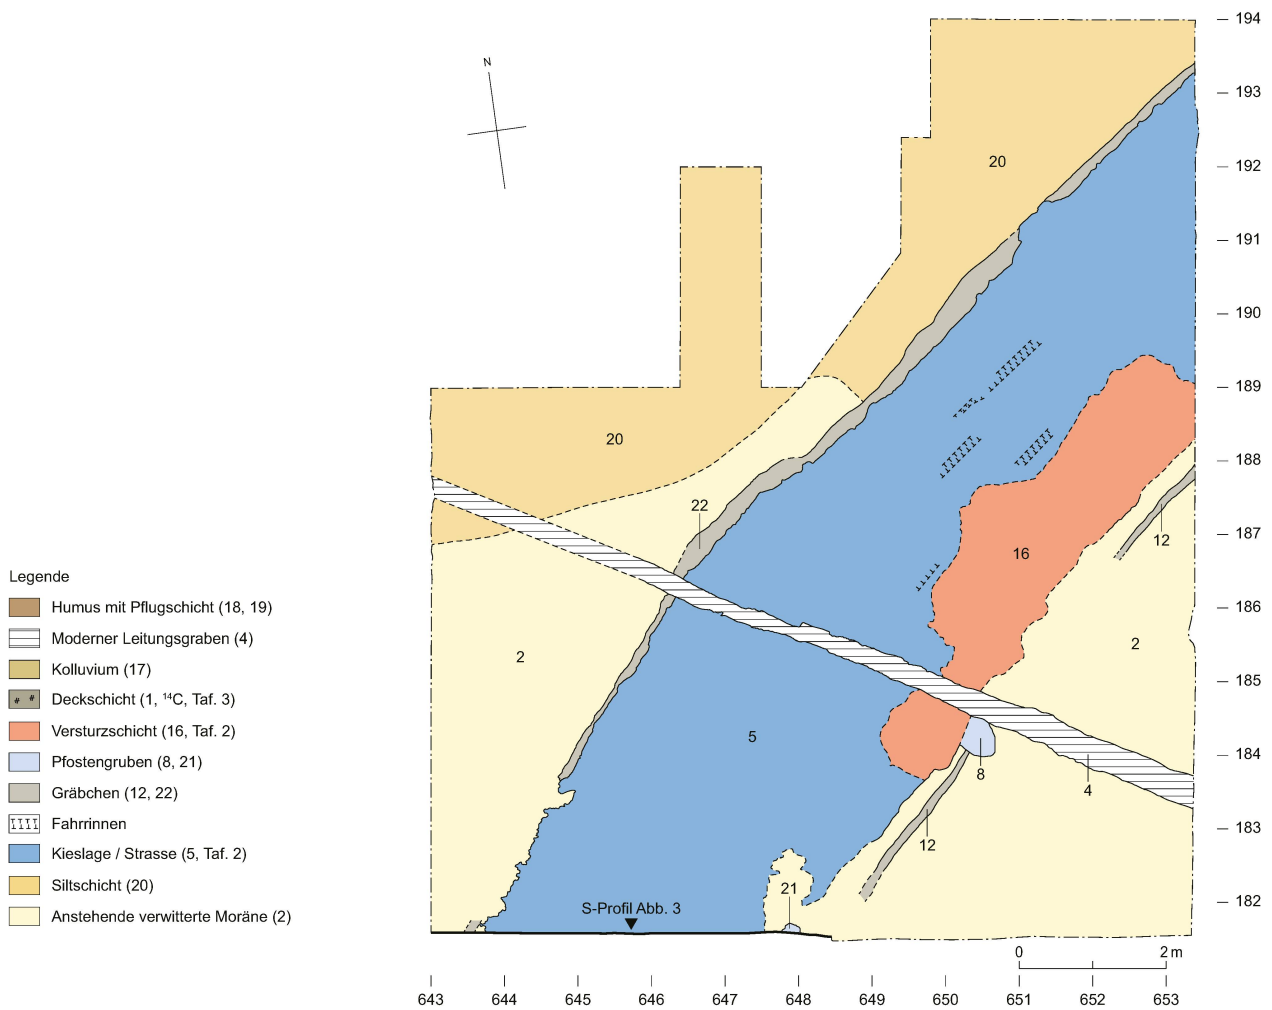 194
N
193
20
192
191
190
189
20
188
22
187
12
16
Legende
Humus mit Pflugschicht (18, 19)
186
Moderner Leitungsgraben (4)
2
2
Kolluvium (17)
185
Deckschicht (1, ¹⁴C, Taf. 3)
Versturzschicht (16, Taf. 2)
5
184
Pfostengruben (8, 21)
8
Gräbchen (12, 22)
4
Fahrrinnen
183
12
Kieslage / Strasse (5, Taf. 2)
Siltschicht (20)
21
182
S-Profil Abb. 3
Anstehende verwitterte Moräne (2)
0 2 m
643 644 645 646 647 648 649 650 651 652 653